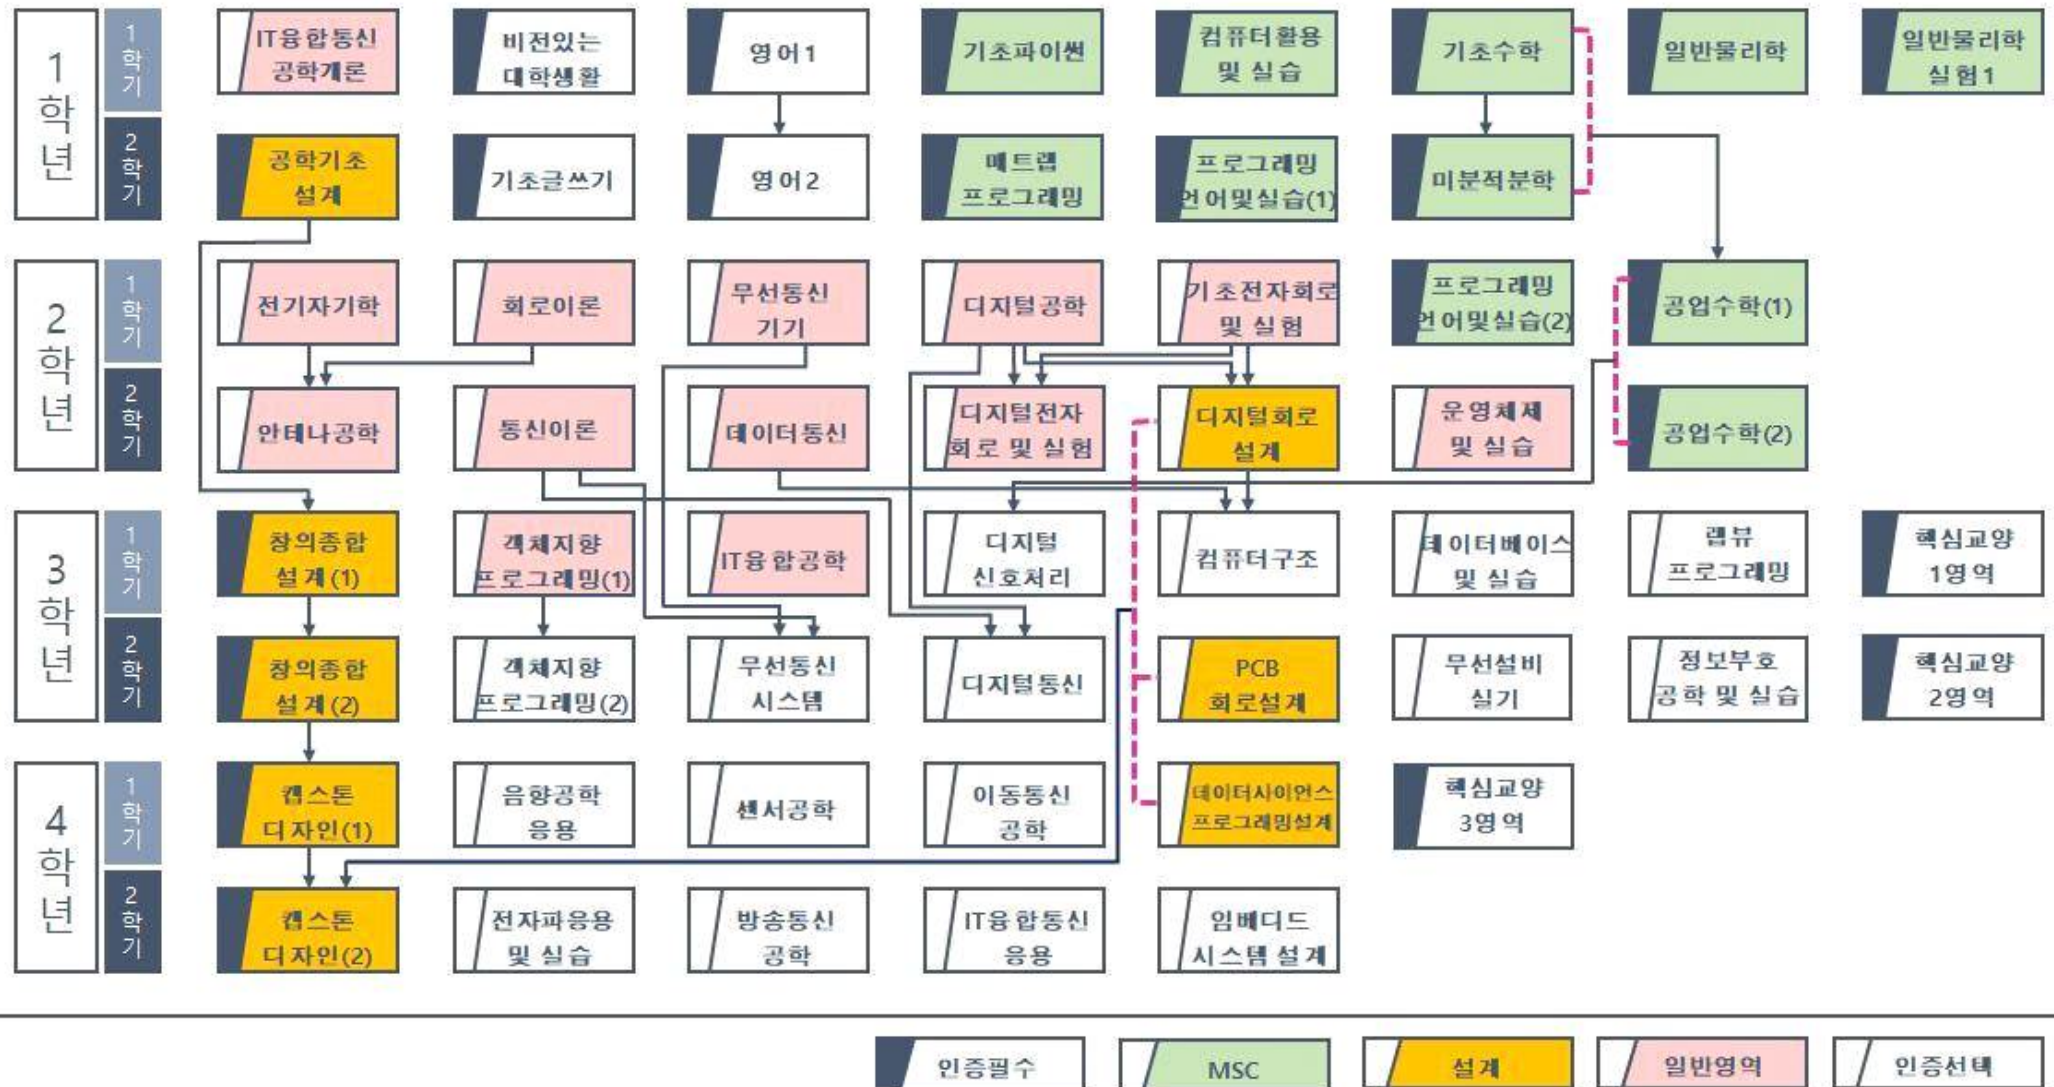 1
학
년
1
학
기
IT융합통신
공학개론
비전있는
대학생활
영어1
기초파이썬
컴퓨터활용
및 실습
기초수학
일반물리학
일반물리학
실험1
2
학
기
공학기초
설계
기초글쓰기
영어2
매트랩
프로그래밍
프로그래밍
언어및실습(1)
미분적분학
2
학
년
1
학
기
전기자기학
회로이론
무선통신
기기
디지털공학
기초전자회로
및 실험
프로그래밍
언어및실습(2)
공업수학(1)
2
학
기
안테나공학
통신이론
데이터통신
디지털전자
회로 및 실험
디지털회로
설계
운영체제
및 실습
공업수학(2)
3
학
년
1
학
기
창의종합
설계(1)
객체지향
프로그래밍(1)
IT융합공학
디지털
신호처리
컴퓨터구조
데이터베이스
및 실습
랩뷰
프로그래밍
핵심교양
1영역
2
학
기
창의종합
설계(2)
객체지향
프로그래밍(2)
무선통신
시스템
디지털통신
PCB
회로설계
무선설비
실기
정보부호
공학 및 실습
핵심교양
2영역
4
학
년
1
학
기
캡스톤
디자인(1)
음향공학
응용
센서공학
이동통신
공학
데이터사이언스
프로그래밍설계
핵심교양
3영역
2
학
기
캡스톤
디자인(2)
전자파응용
및 실습
방송통신
공학
IT융합통신
응용
임베디드
시스템 설계
인증필수
MSC
설계
일반영역
인증선택